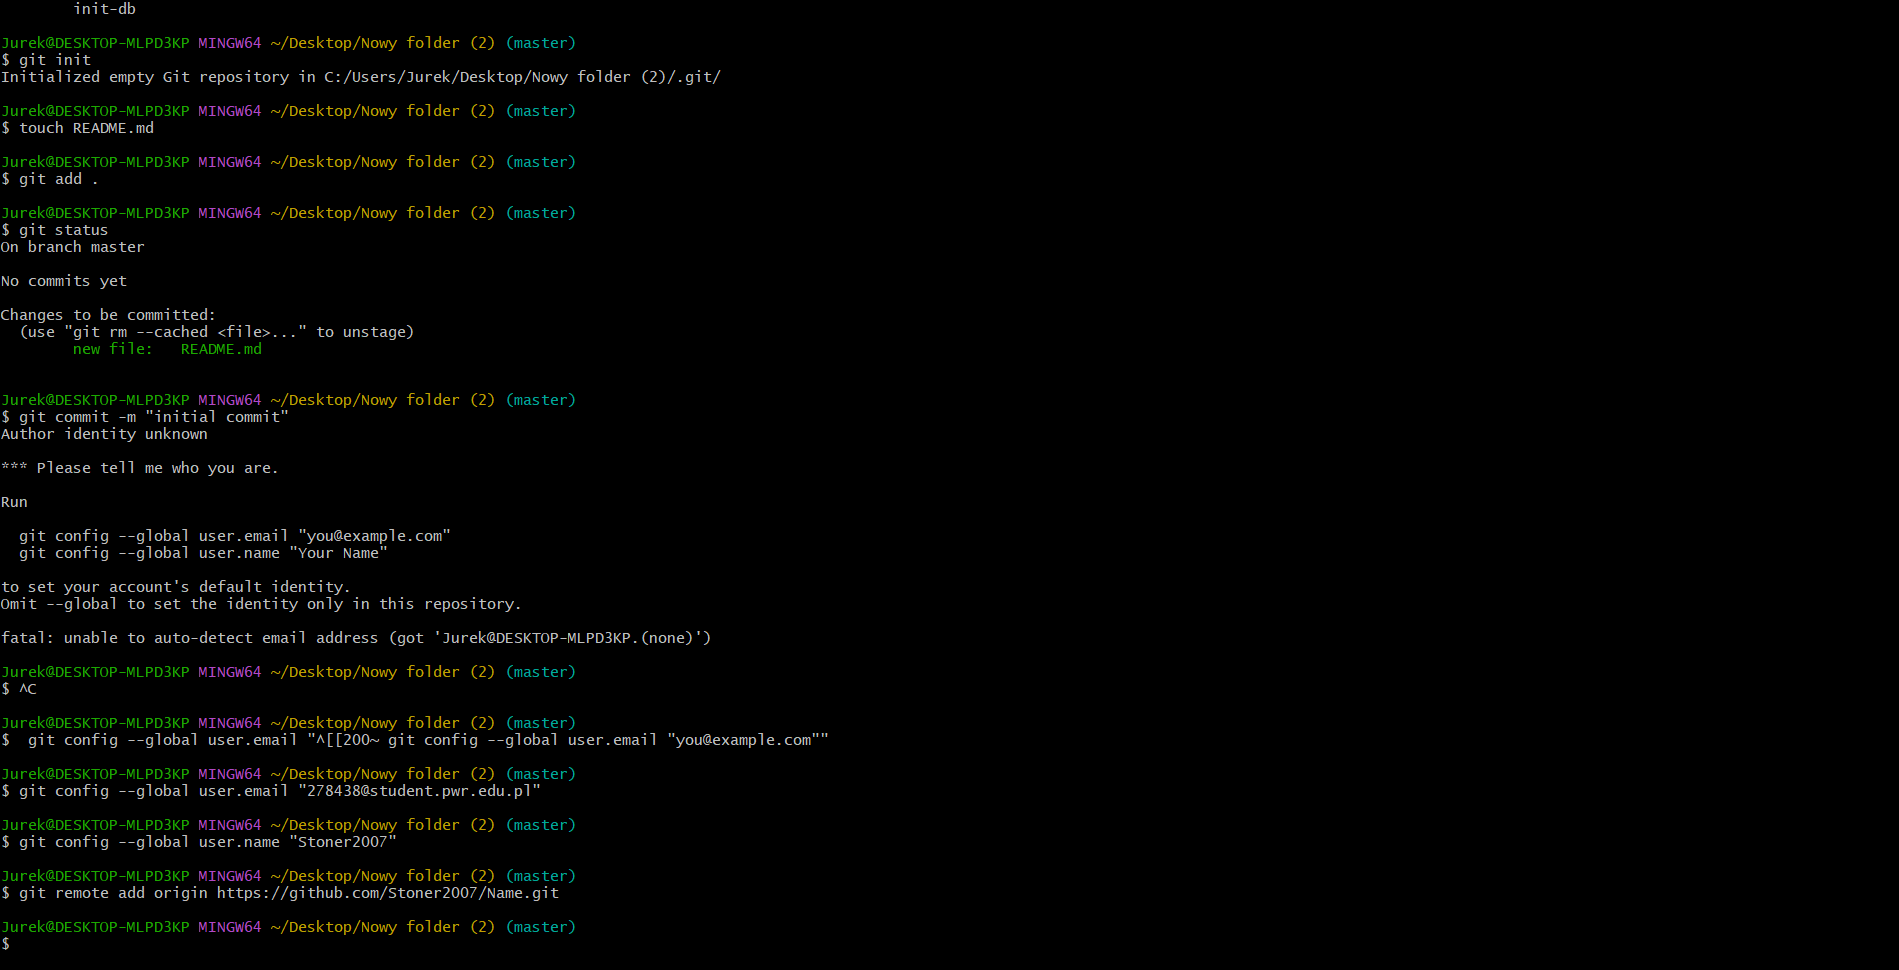 init-db
Jurek@DESKTOP-MLPD3KP MINGW64 ~/Desktop/Nowy folder (2) (master)
$ git init
Initialized empty Git repository in C:/Users/Jurek/Desktop/Nowy folder (2)/.git/
Jurek@DESKTOP-MLPD3KP MINGW64 ~/Desktop/Nowy folder (2) (master)
$ touch README.md
Jurek@DESKTOP-MLPD3KP MINGW64 ~/Desktop/Nowy folder (2) (master)
$ git add .
Jurek@DESKTOP-MLPD3KP MINGW64 ~/Desktop/Nowy folder (2) (master)
$ git status
On branch master
No commits yet
Changes to be committed:
  (use "git rm --cached <file>..." to unstage)
        new file:   README.md
Jurek@DESKTOP-MLPD3KP MINGW64 ~/Desktop/Nowy folder (2) (master)
$ git commit -m "initial commit"
Author identity unknown
*** Please tell me who you are.
Run
  git config --global user.email "you@example.com"
  git config --global user.name "Your Name"
to set your account's default identity.
Omit --global to set the identity only in this repository.
fatal: unable to auto-detect email address (got 'Jurek@DESKTOP-MLPD3KP.(none)')
Jurek@DESKTOP-MLPD3KP MINGW64 ~/Desktop/Nowy folder (2) (master)
$ ^C
Jurek@DESKTOP-MLPD3KP MINGW64 ~/Desktop/Nowy folder (2) (master)
$  git config --global user.email "^[[200~ git config --global user.email "you@example.com""
Jurek@DESKTOP-MLPD3KP MINGW64 ~/Desktop/Nowy folder (2) (master)
$ git config --global user.email "278438@student.pwr.edu.pl"
Jurek@DESKTOP-MLPD3KP MINGW64 ~/Desktop/Nowy folder (2) (master)
$ git config --global user.name "Stoner2007"
Jurek@DESKTOP-MLPD3KP MINGW64 ~/Desktop/Nowy folder (2) (master)
$ git remote add origin https://github.com/Stoner2007/Name.git
Jurek@DESKTOP-MLPD3KP MINGW64 ~/Desktop/Nowy folder (2) (master)
$